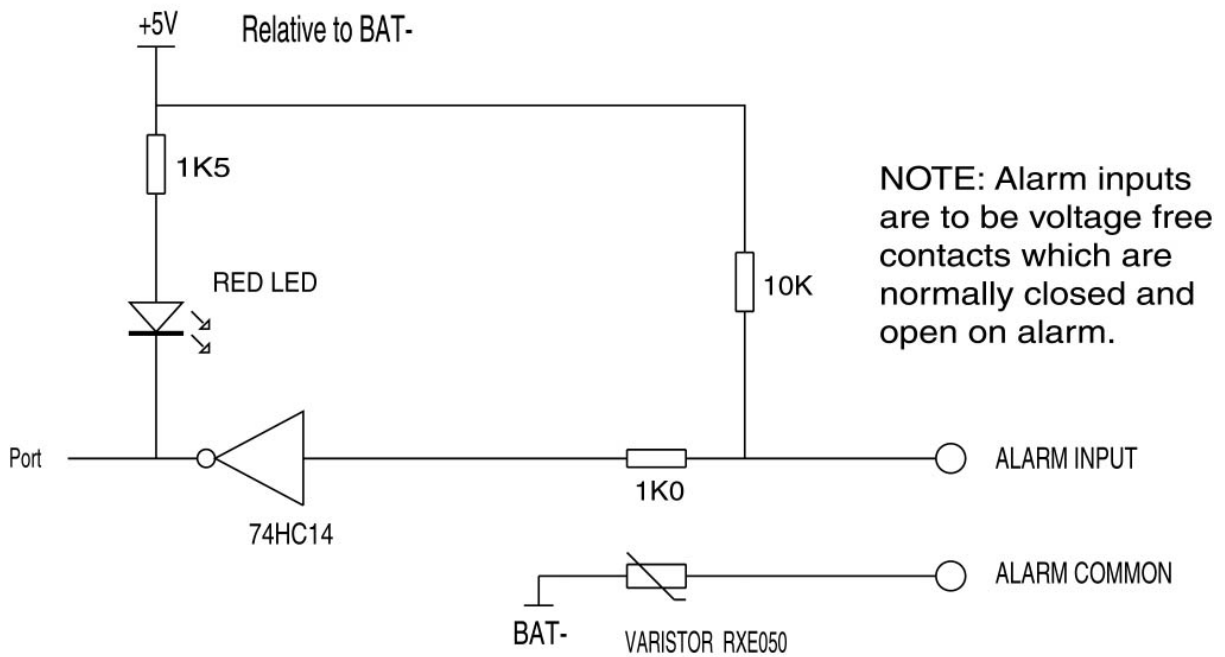 +5V
Relative to BAT-
1K5
NOTE: Alarm inputs
are to be voltage free
contacts which are
normally closed and
open on alarm.
RED LED
10K
Port
ALARM INPUT
1K0
74HC14
ALARM COMMON
BAT-
VARISTOR RXE050